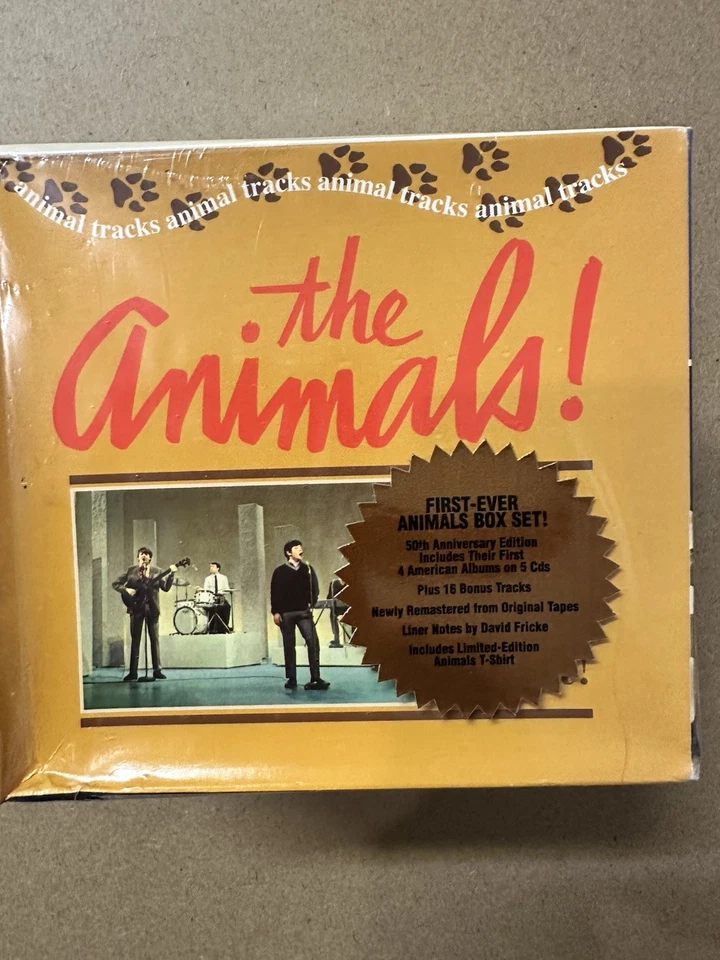 animal tracks animal tracks animal tracks animal tracks
the
Animals!
FIRST-EVER
ANIMALS BOX SET!
50th Anniversary Edition
Includes Their First
4 American Albums on 5 Cds
Plus 16 Bonus Tracks
Newly Remastered from Original Tapes
Liner Notes by David Fricke
Includes Limited-Edition
Animals T-Shirt